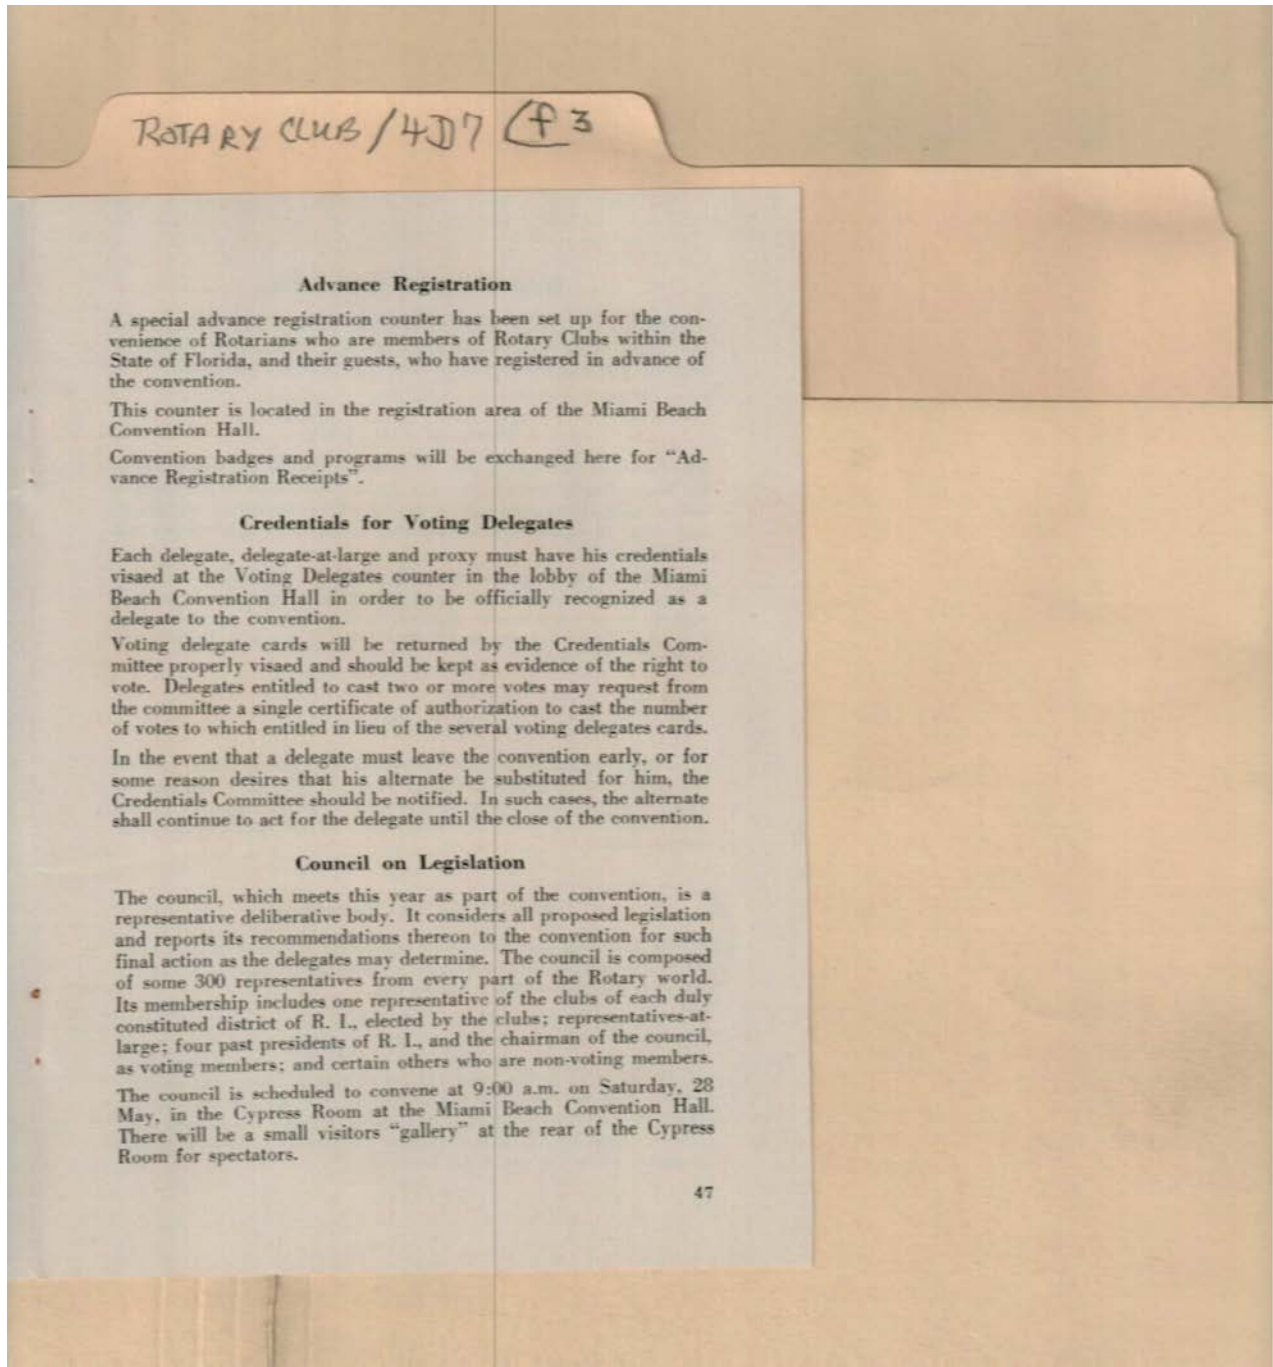 ROTARY CLUB/4D7 f3
Advance Registration
A special advance registration counter has been set up for the con-
venience of Rotarians who are members of Rotary Clubs within the
State of Florida, and their guests, who have registered in advance of
the convention.
This counter is located in the registration area of the Miami Beach
Convention Hall.
Convention badges and programs will be exchanged here for "Ad-
vance Registration Receipts".
Credentials for Voting Delegates
Each delegate, delegate-at-large and proxy must have his credentials
visaed at the Voting Delegates counter in the lobby of the Miami
Beach Convention Hall in order to be officially recognized as a
delegate to the convention.
Voting delegate cards will be returned by the Credentials Com-
mittee properly visaed and should be kept as evidence of the right to
vote. Delegates entitled to cast two or more votes may request from
the committee a single certificate of authorization to cast the number
of votes to which entitled in lieu of the several voting delegates cards.
In the event that a delegate must leave the convention early, or for
some reason desires that his alternate be substituted for him, the
Credentials Committee should be notified. In such cases, the alternate
shall continue to act for the delegate until the close of the convention.
Council on Legislation
The council, which meets this year as part of the convention, is a
representative deliberative body. It considers all proposed legislation
and reports its recommendations thereon to the convention for such
final action as the delegates may determine. The council is composed
of some 300 representatives from every part of the Rotary world.
Its membership includes one representative of the clubs of each duly
constituted district of R. I., elected by the clubs; representatives-at-
large; four past presidents of R. I., and the chairman of the council,
as voting members; and certain others who are non-voting members.
The council is scheduled to convene at 9:00 a.m. on Saturday, 28
May, in the Cypress Room at the Miami Beach Convention Hall.
There will be a small visitors "gallery" at the rear of the Cypress
Room for spectators.
47